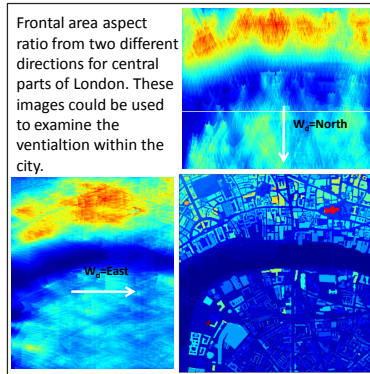 Frontal area aspect
ratio from two different
directions for central
parts of London. These
images could be used
to examine the
ventialtion within the
city.
Wd=North
Wd=East